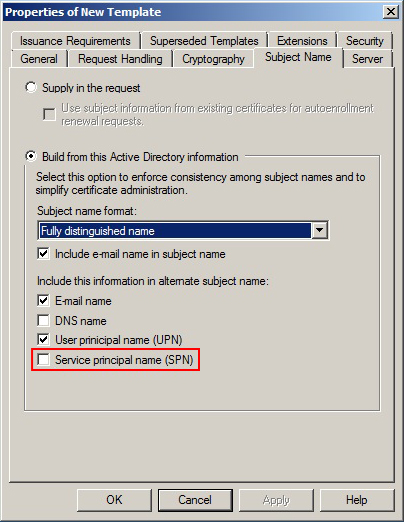 Properties of New Template
Issuance Requirements Superseded Templates Extensions Security
General Request Handling Cryptography Subject Name Server
Supply in the request
Use subject information from existing certificates for autoenrollment
renewal requests.
Build from this Active Directory information
Select this option to enforce consistency among subject names and to
simplify certificate administration.
Subject name format:
Fully distinguished name
Include e-mail name in subject name
Include this information in alternate subject name:
E-mail name
DNS name
User prinicipal name (UPN)
Service principal name (SPN)
OK Cancel Apply Help